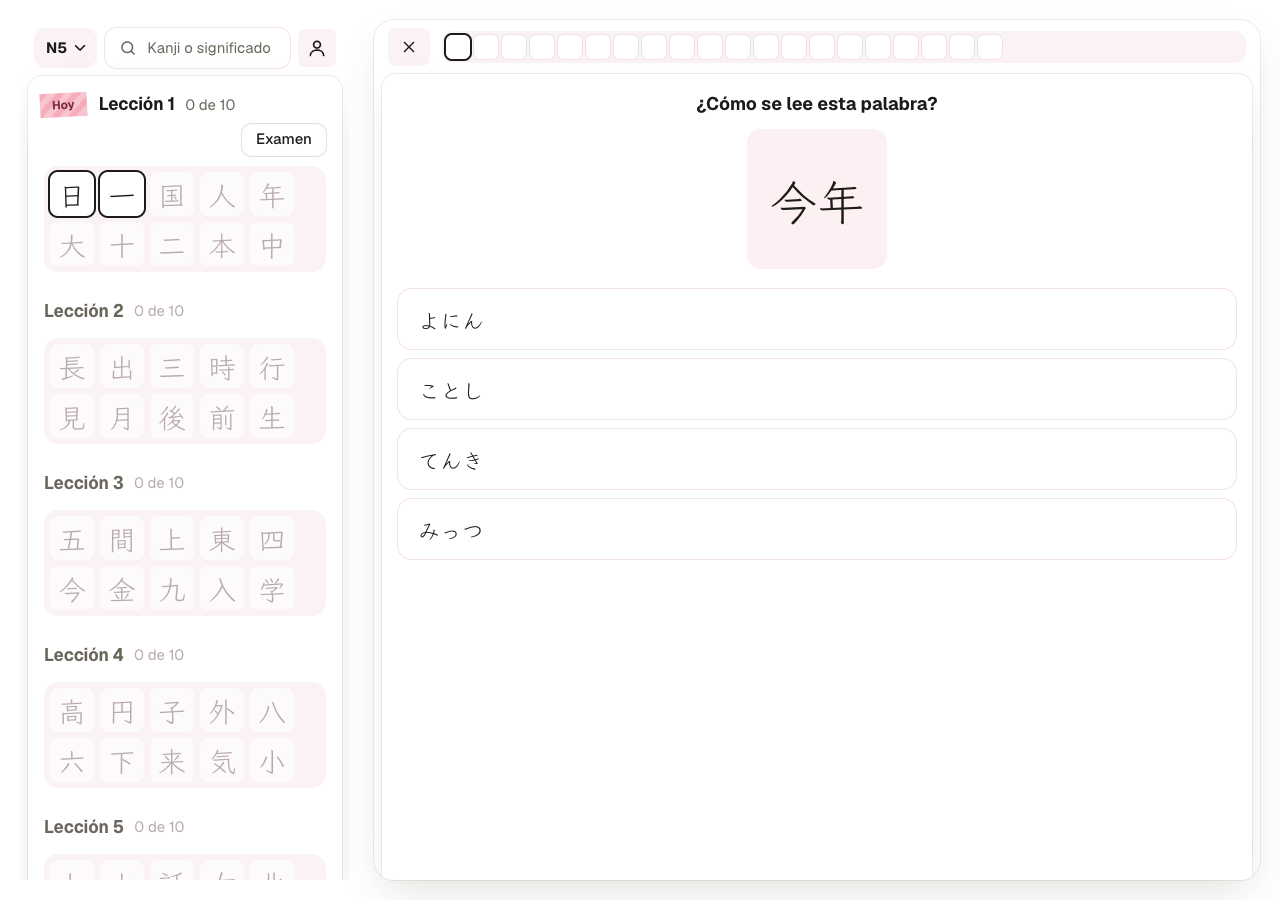 N5
Kanji o significado
Hoy
Lección 1 0 de 10
Examen
日 一 国 人 年
大 十 二 本 中
Lección 2 0 de 10
長 出 三 時 行
見 月 後 前 生
Lección 3 0 de 10
五 間 上 東 四
今 金 九 入 学
Lección 4 0 de 10
高 円 子 外 八
六 下 来 気 小
Lección 5 0 de 10
¿Cómo se lee esta palabra?
今年
よにん
ことし
てんき
みっつ